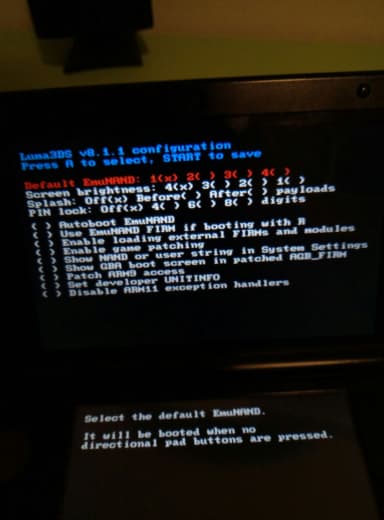 Luma3DS v8.1.1 configuration
Press A to select, START to save
Default EmuNAND: 1(x) 2( ) 3( ) 4( )
Screen brightness: 4(x) 3( ) 2( ) 1( )
Splash: Off(x) Before( ) After( ) payloads
PIN lock: Off(x) 4( ) 6( ) 8( ) digits
( ) Autoboot EmuNAND
( ) Use EmuNAND FIRM if booting with R
( ) Enable loading external FIRMs and modules
( ) Enable game patching
( ) Show NAND or user string in System Settings
( ) Show GBA boot screen in patched AGB_FIRM
( ) Patch ARM9 access
( ) Set developer UNITINFO
( ) Disable ARM11 exception handlers
Select the default EmuNAND.
It will be booted when no
directional pad buttons are pressed.